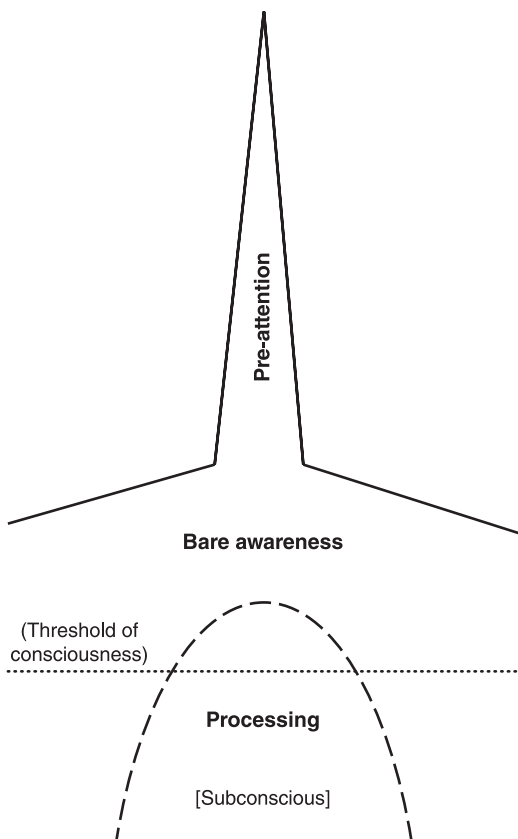 Pre-attention
Bare awareness
(Threshold of
consciousness)
Processing
[Subconscious]